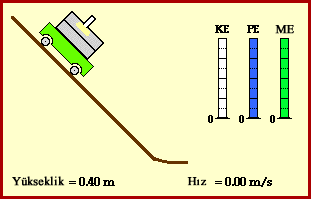 KE PE ME
0 0 0
Yükseklik = 0.40 m Hız = 0.00 m/s